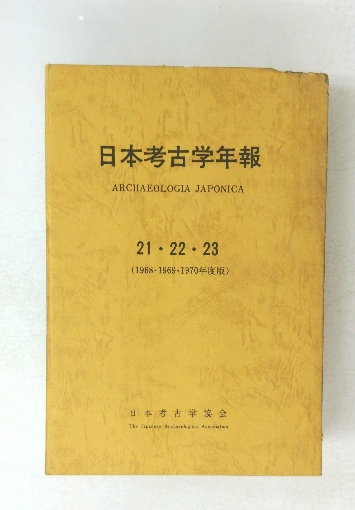 日本考古学年報
ARCHAEOLOGIA JAPONICA
21・22・23
(1968・1969・1970年度版)
日本考古学協会
The Japanese Archaeologists Association